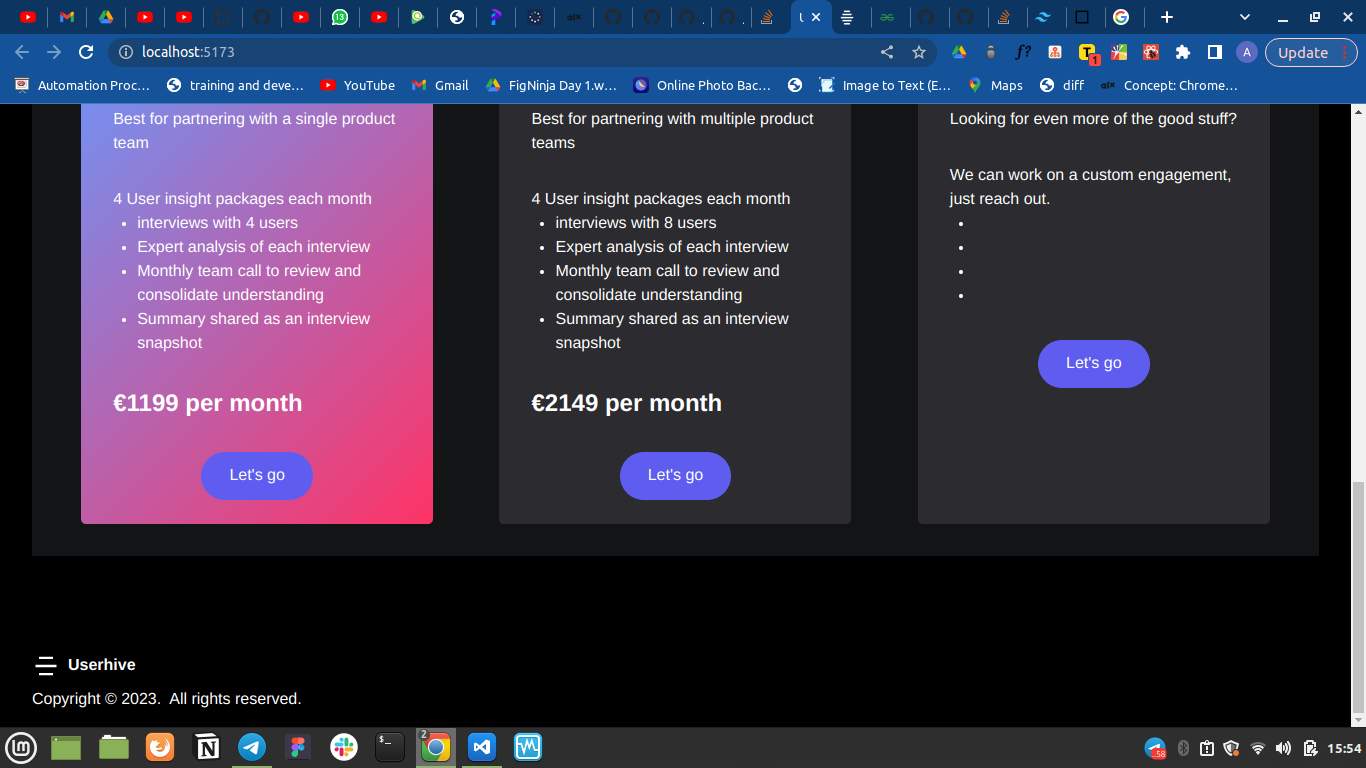 13
alx
localhost:5173
f?
T
1
A
Update
Automation Proc…
training and deve…
YouTube
Gmail
FigNinja Day 1.w…
Online Photo Bac…
Image to Text (E…
Maps
diff
alx
Concept: Chrome…
Best for partnering with a single product
team
4 User insight packages each month
• interviews with 4 users
• Expert analysis of each interview
• Monthly team call to review and
consolidate understanding
• Summary shared as an interview
snapshot
€1199 per month
Let's go
Best for partnering with multiple product
teams
4 User insight packages each month
• interviews with 8 users
• Expert analysis of each interview
• Monthly team call to review and
consolidate understanding
• Summary shared as an interview
snapshot
€2149 per month
Let's go
Looking for even more of the good stuff?
We can work on a custom engagement,
just reach out.
Let's go
Userhive
Copyright © 2023. All rights reserved.
2
15:54